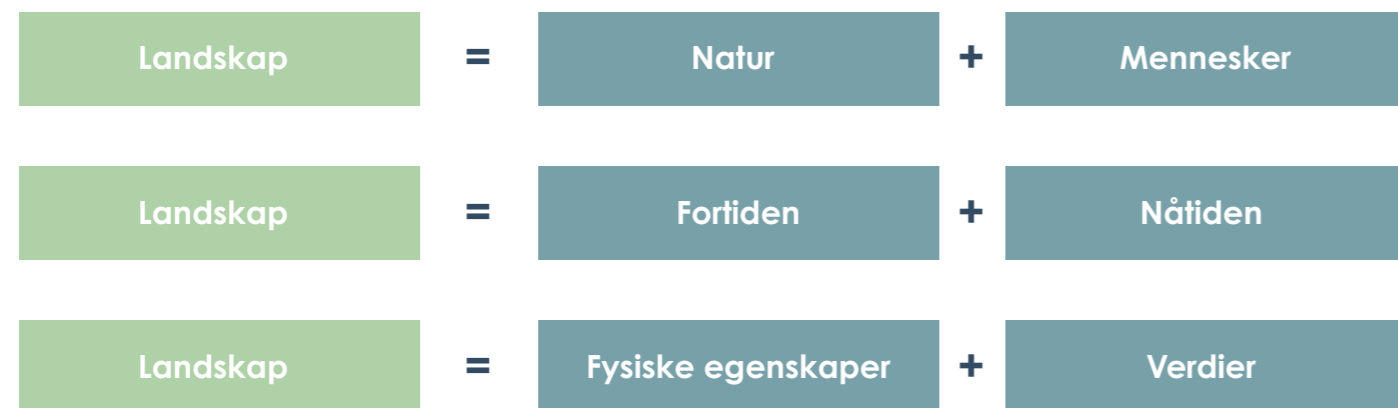 Landskap = Natur + Mennesker
Landskap = Fortiden + Nåtiden
Landskap = Fysiske egenskaper + Verdier